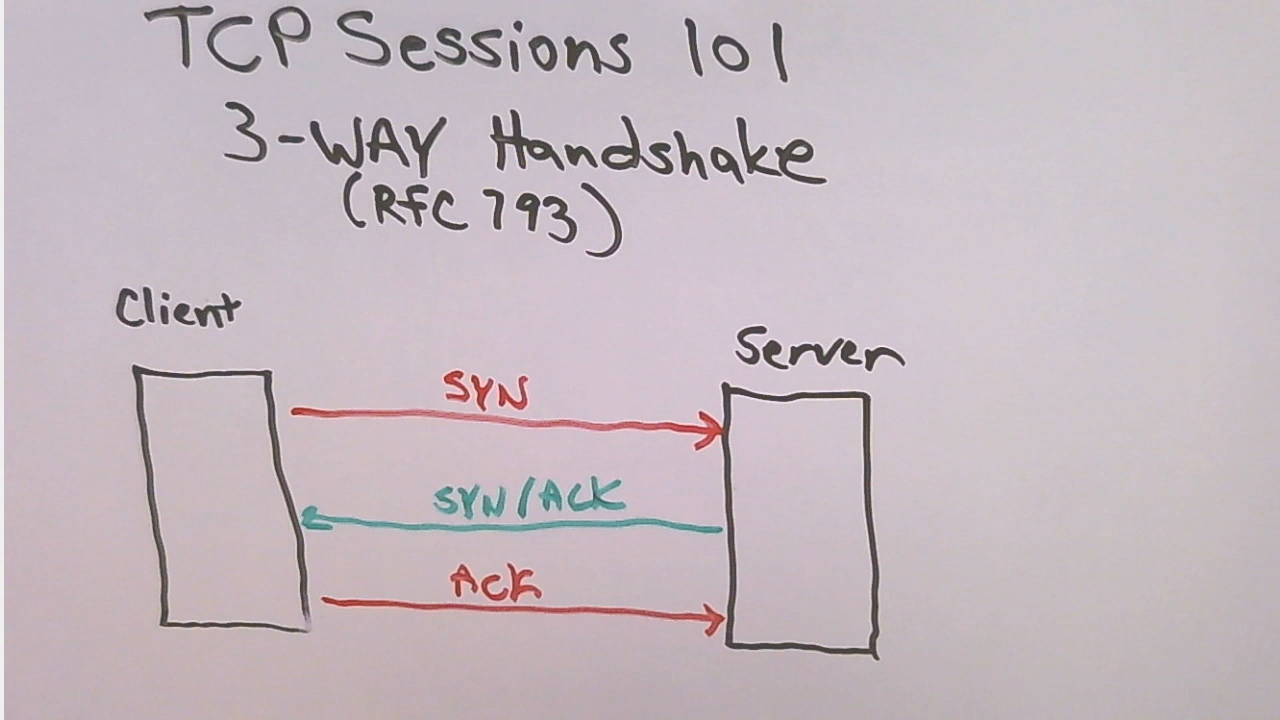 TCP Sessions 101
3-WAY Handshake
(RFC 793)
Client
Server
SYN
SYN/ACK
ACK